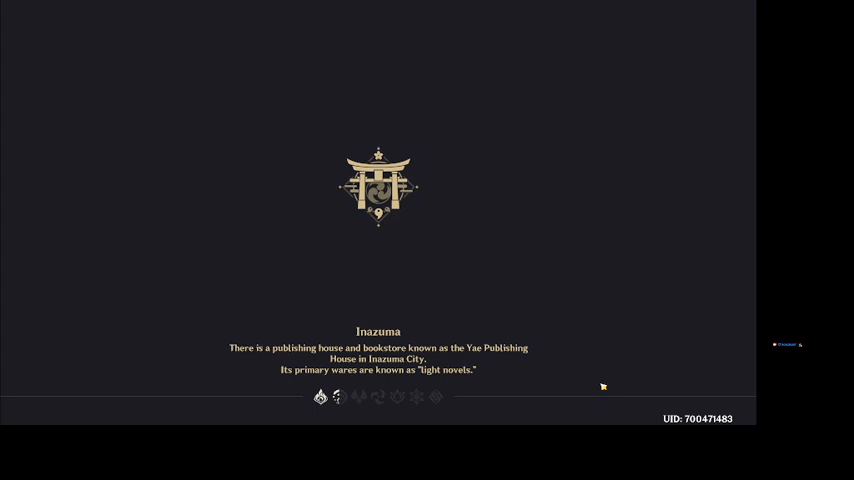 Inazuma
There is a publishing house and bookstore known as the Yae Publishing
House in Inazuma City.
Its primary wares are known as "light novels."
UID: 700471483